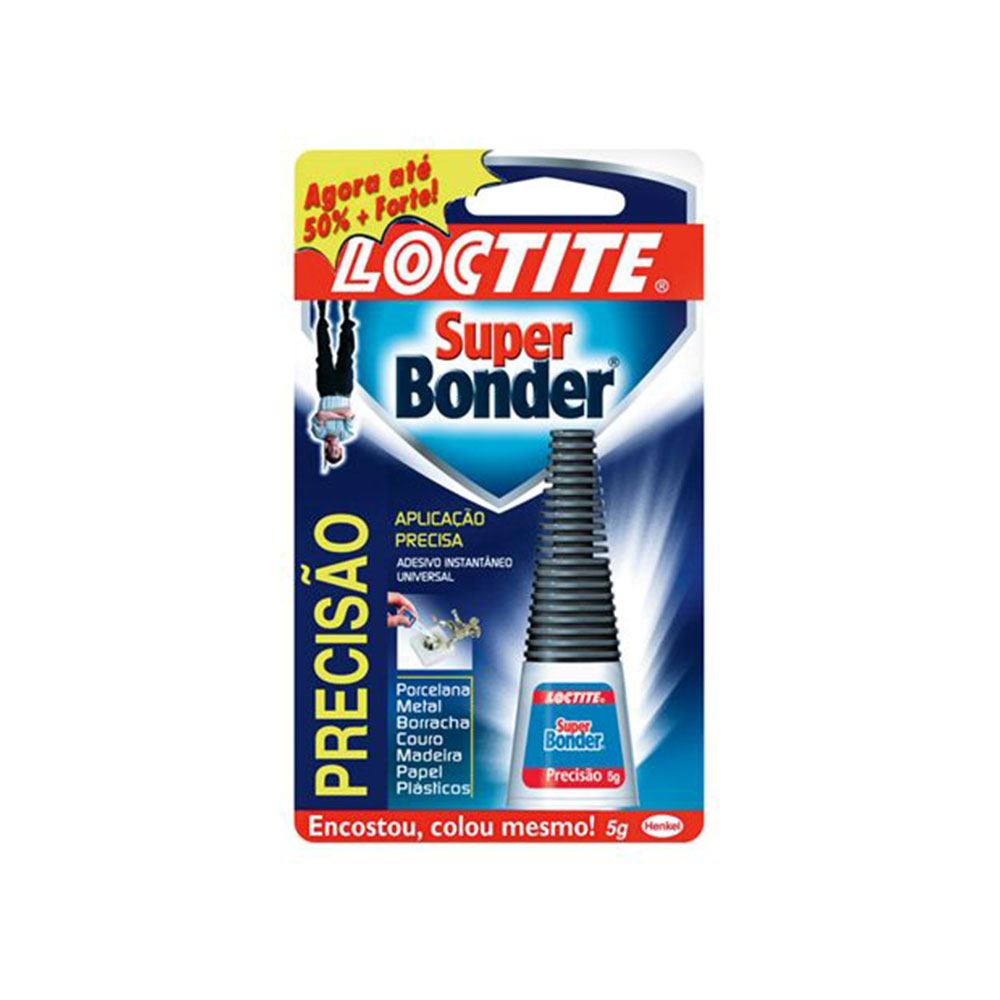 Agora até
50% + Forte!
LOCTITE®
Super
Bonder®
PRECISÃO
APLICAÇÃO
PRECISA
ADESIVO INSTANTÂNEO
UNIVERSAL
Porcelana
Metal
Borracha
Couro
Madeira
Papel
Plásticos
LOCTITE®
Super
Bonder®
Precisão 5g
Encostou, colou mesmo! 5g Henkel